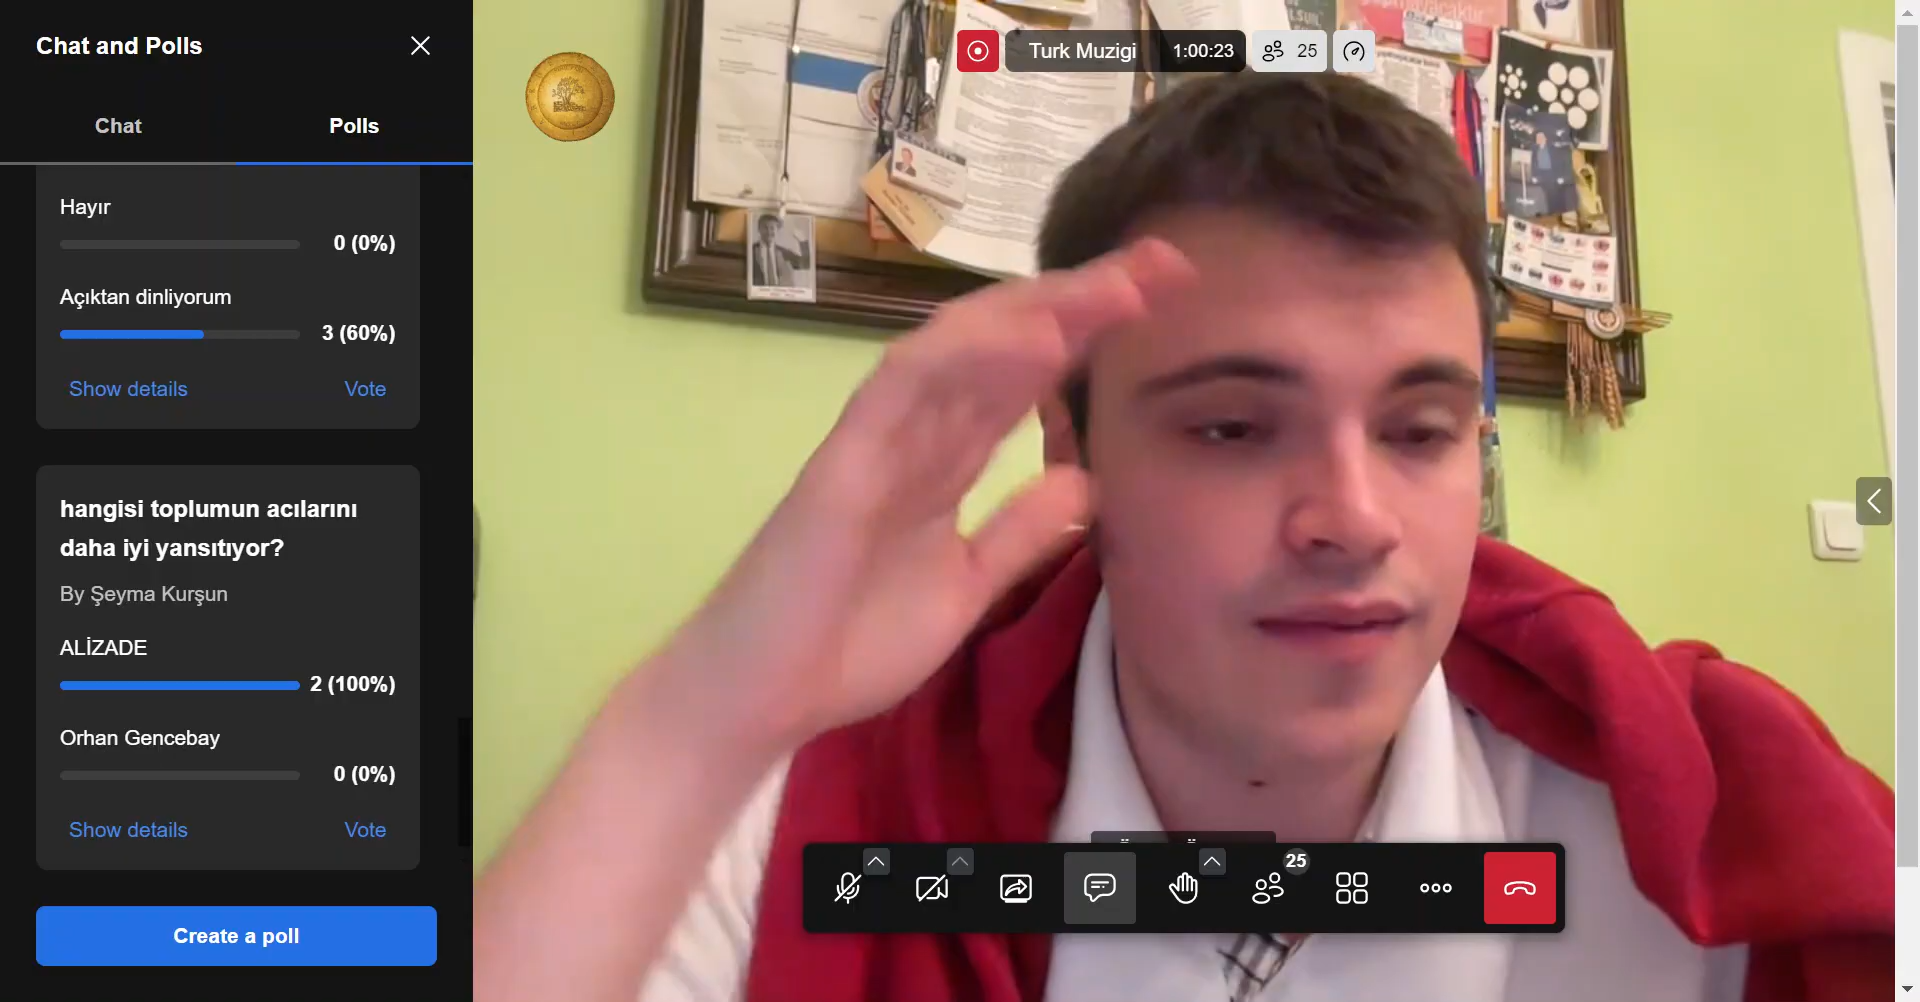 Chat and Polls
Chat
Polls
Hayır
0 (0%)
Açıktan dinliyorum
3 (60%)
Show details
Vote
hangisi toplumun acılarını
daha iyi yansıtıyor?
By Şeyma Kurşun
ALİZADE
2 (100%)
Orhan Gencebay
0 (0%)
Show details
Vote
Create a poll
Turk Muzigi
1:00:23
25
25